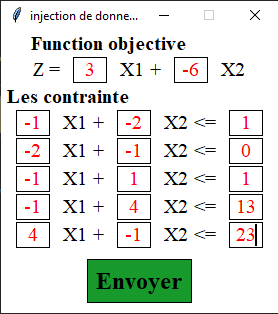 injection de donne...
Function objective
Z = 3 X1 + -6 X2
Les contrainte
-1 X1 + -2 X2 <= 1
-2 X1 + -1 X2 <= 0
-1 X1 + 1 X2 <= 1
-1 X1 + 4 X2 <= 13
4 X1 + -1 X2 <= 23
Envoyer